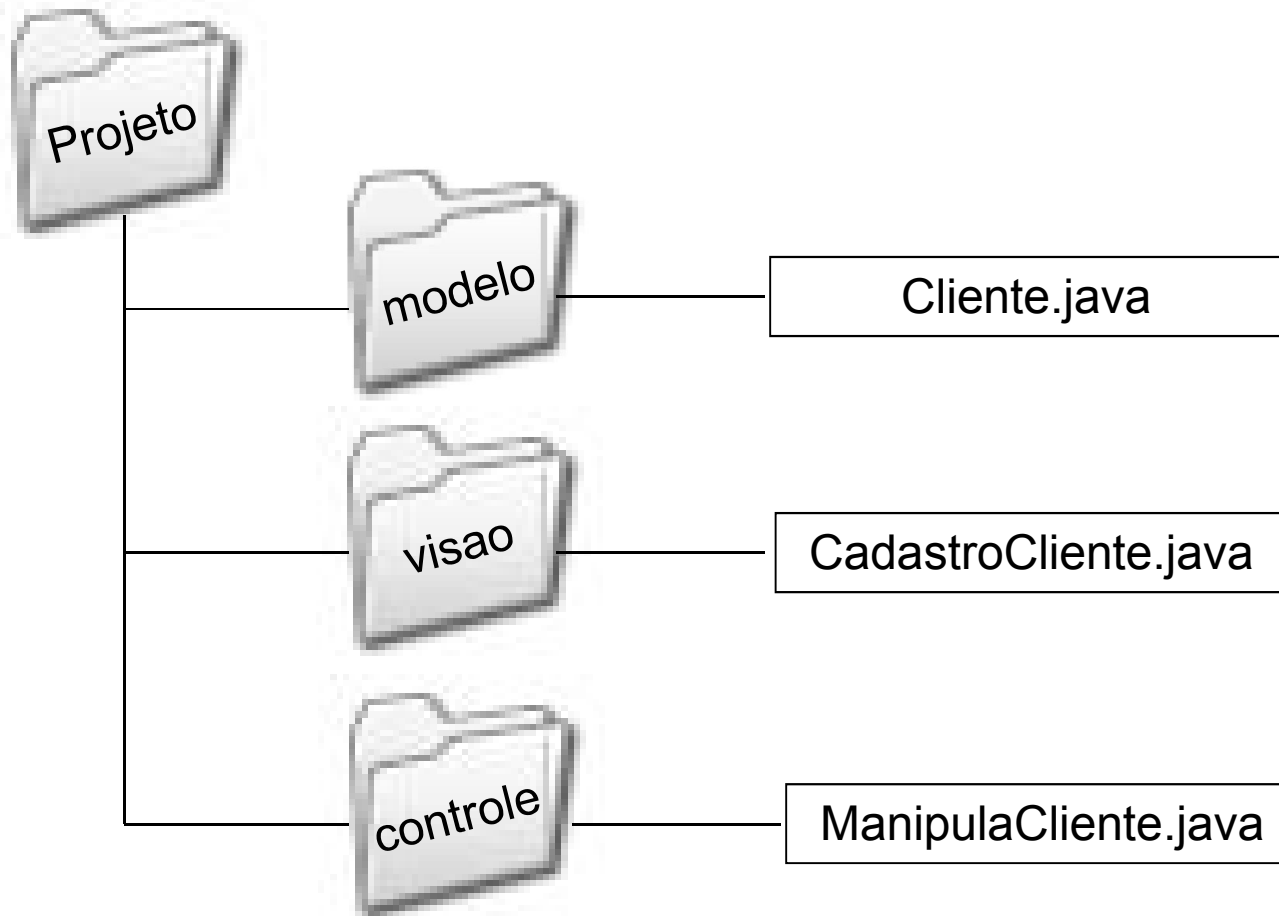 Projeto
modelo
Cliente.java
visao
CadastroCliente.java
controle
ManipulaCliente.java